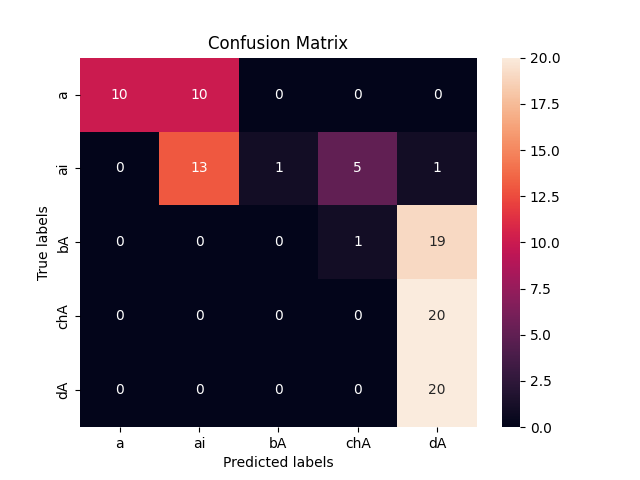 Confusion Matrix
True labels
a 10 10 0 0 0
ai 0 13 1 5 1
bA 0 0 0 1 19
chA 0 0 0 0 20
dA 0 0 0 0 20
a ai bA chA dA
Predicted labels
20.0
17.5
15.0
12.5
10.0
7.5
5.0
2.5
0.0